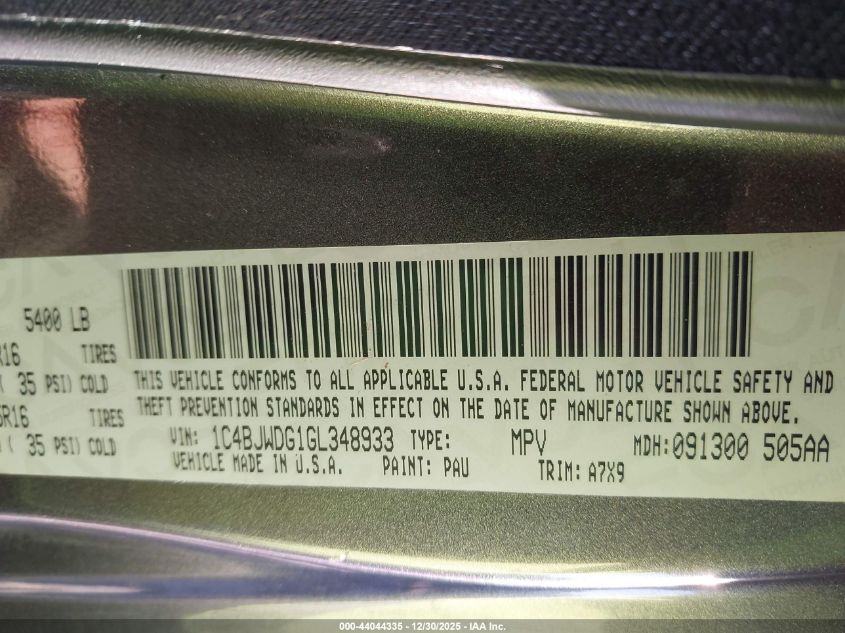 5400 LB
R16 TIRES
( 35 PSI) COLD
R16 TIRES
( 35 PSI) COLD
THIS VEHICLE CONFORMS TO ALL APPLICABLE U.S.A. FEDERAL MOTOR VEHICLE SAFETY AND
THEFT PREVENTION STANDARDS IN EFFECT ON THE DATE OF MANUFACTURE SHOWN ABOVE.
VIN: 1C4BJWDG1GL348933 TYPE: MPV MDH: 091300 505AA
VEHICLE MADE IN U.S.A. PAINT: PAU TRIM: A7X9
000-44044335 - 12/30/2025 - IAA Inc.